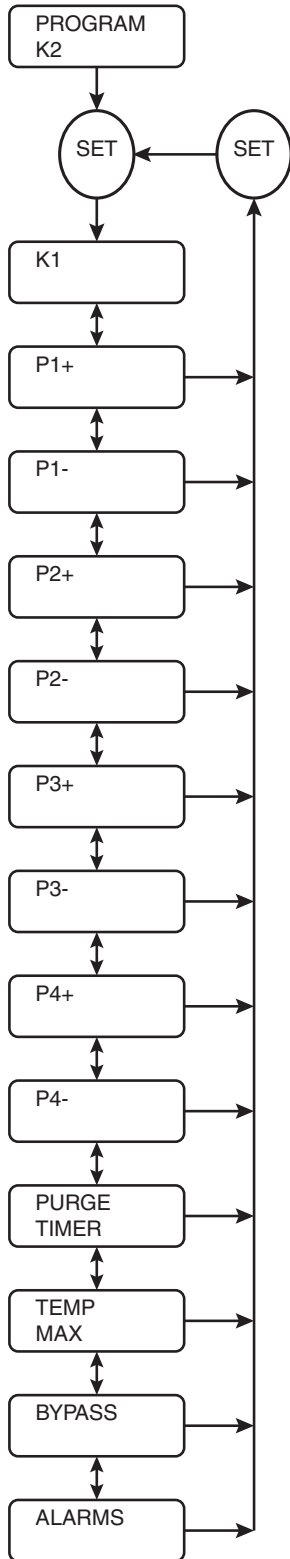 PROGRAM
K2
SET
SET
K1
P1+
P1-
P2+
P2-
P3+
P3-
P4+
P4-
PURGE
TIMER
TEMP
MAX
BYPASS
ALARMS